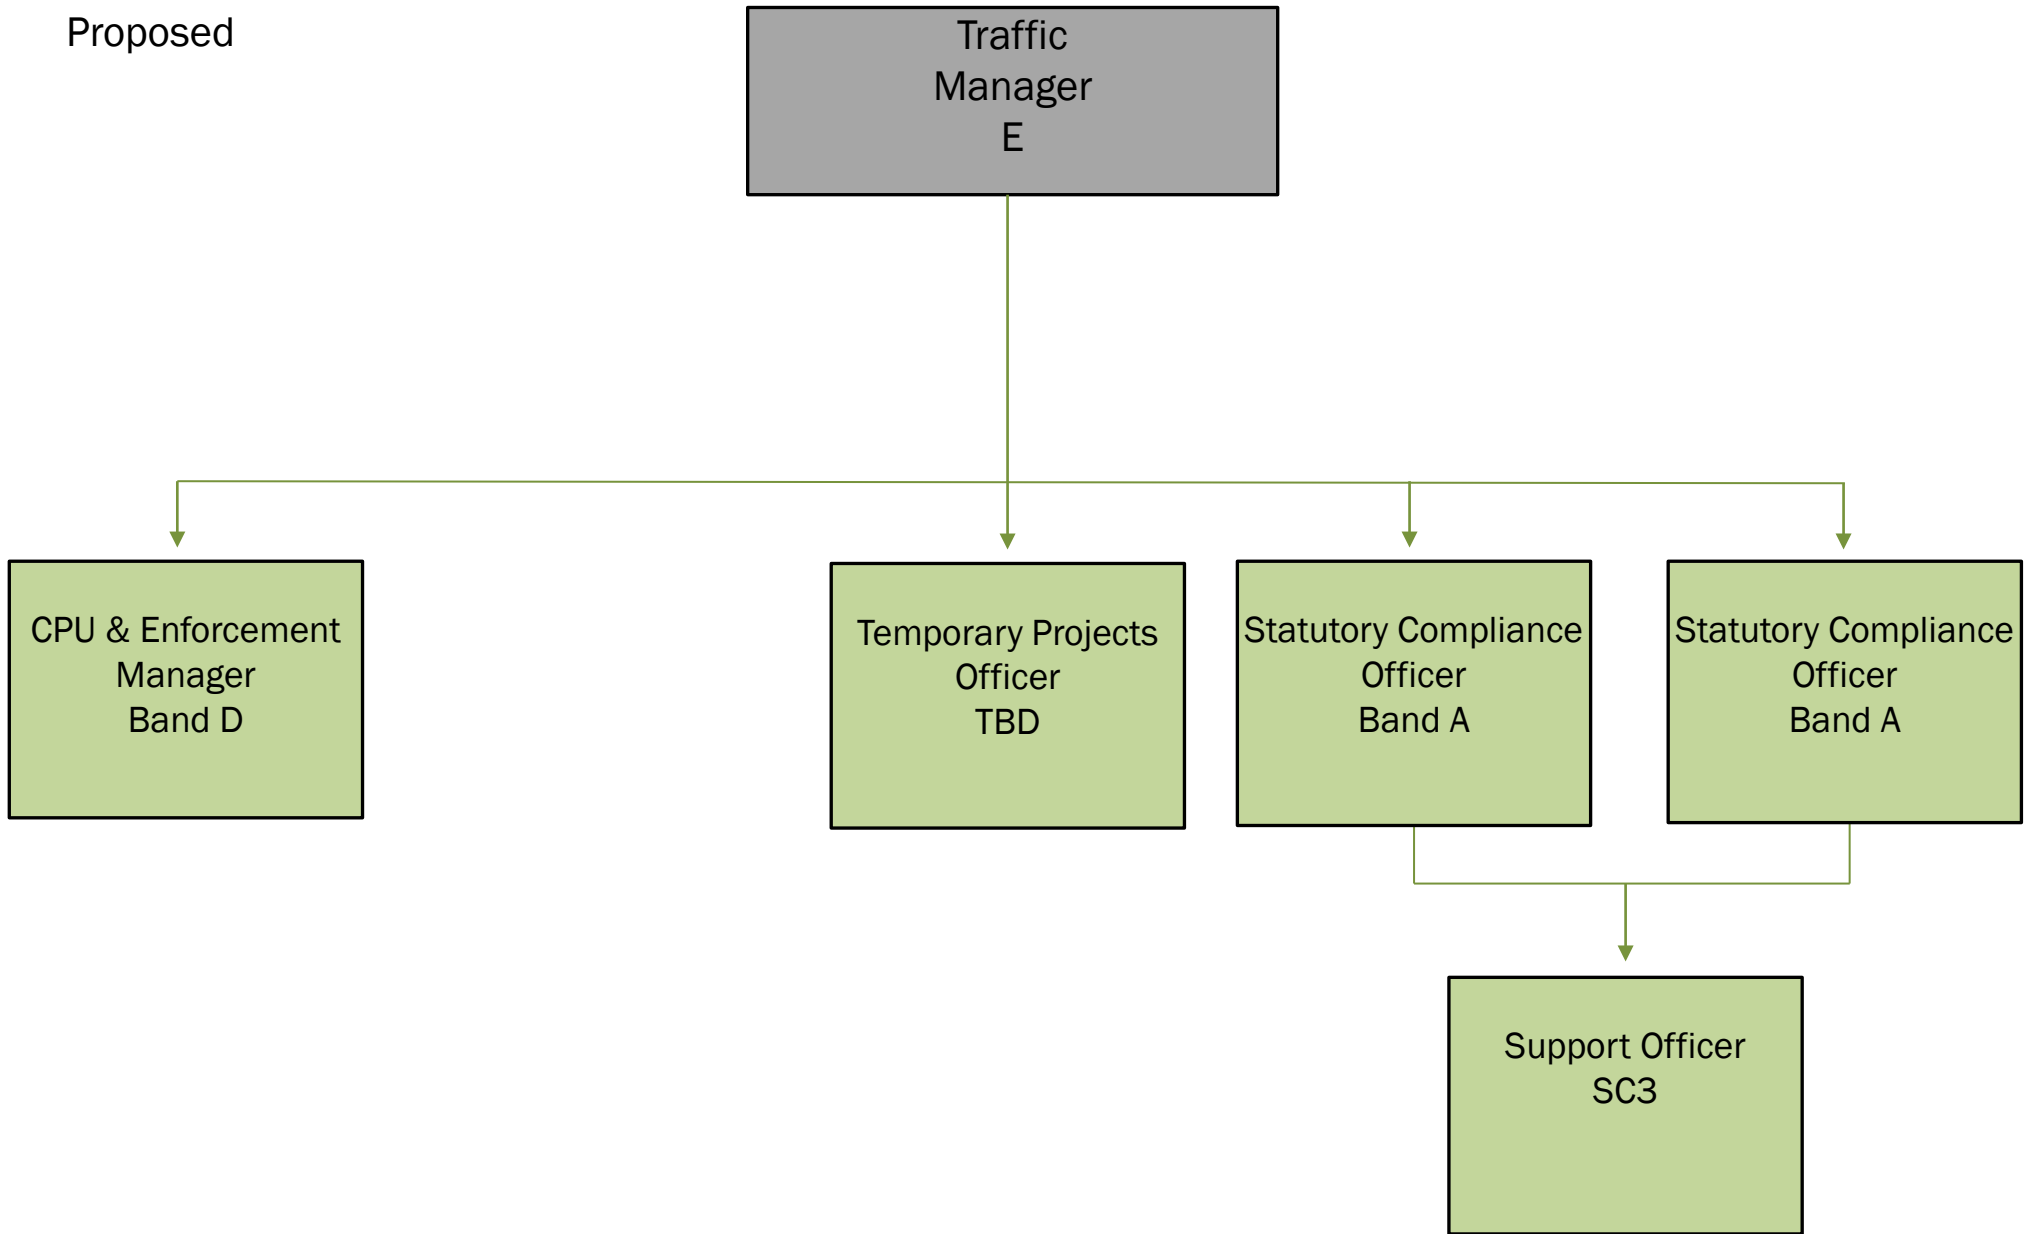 Proposed
Traffic
Manager
E
CPU & Enforcement
Manager
Band D
Temporary Projects
Officer
TBD
Statutory Compliance
Officer
Band A
Statutory Compliance
Officer
Band A
Support Officer
SC3